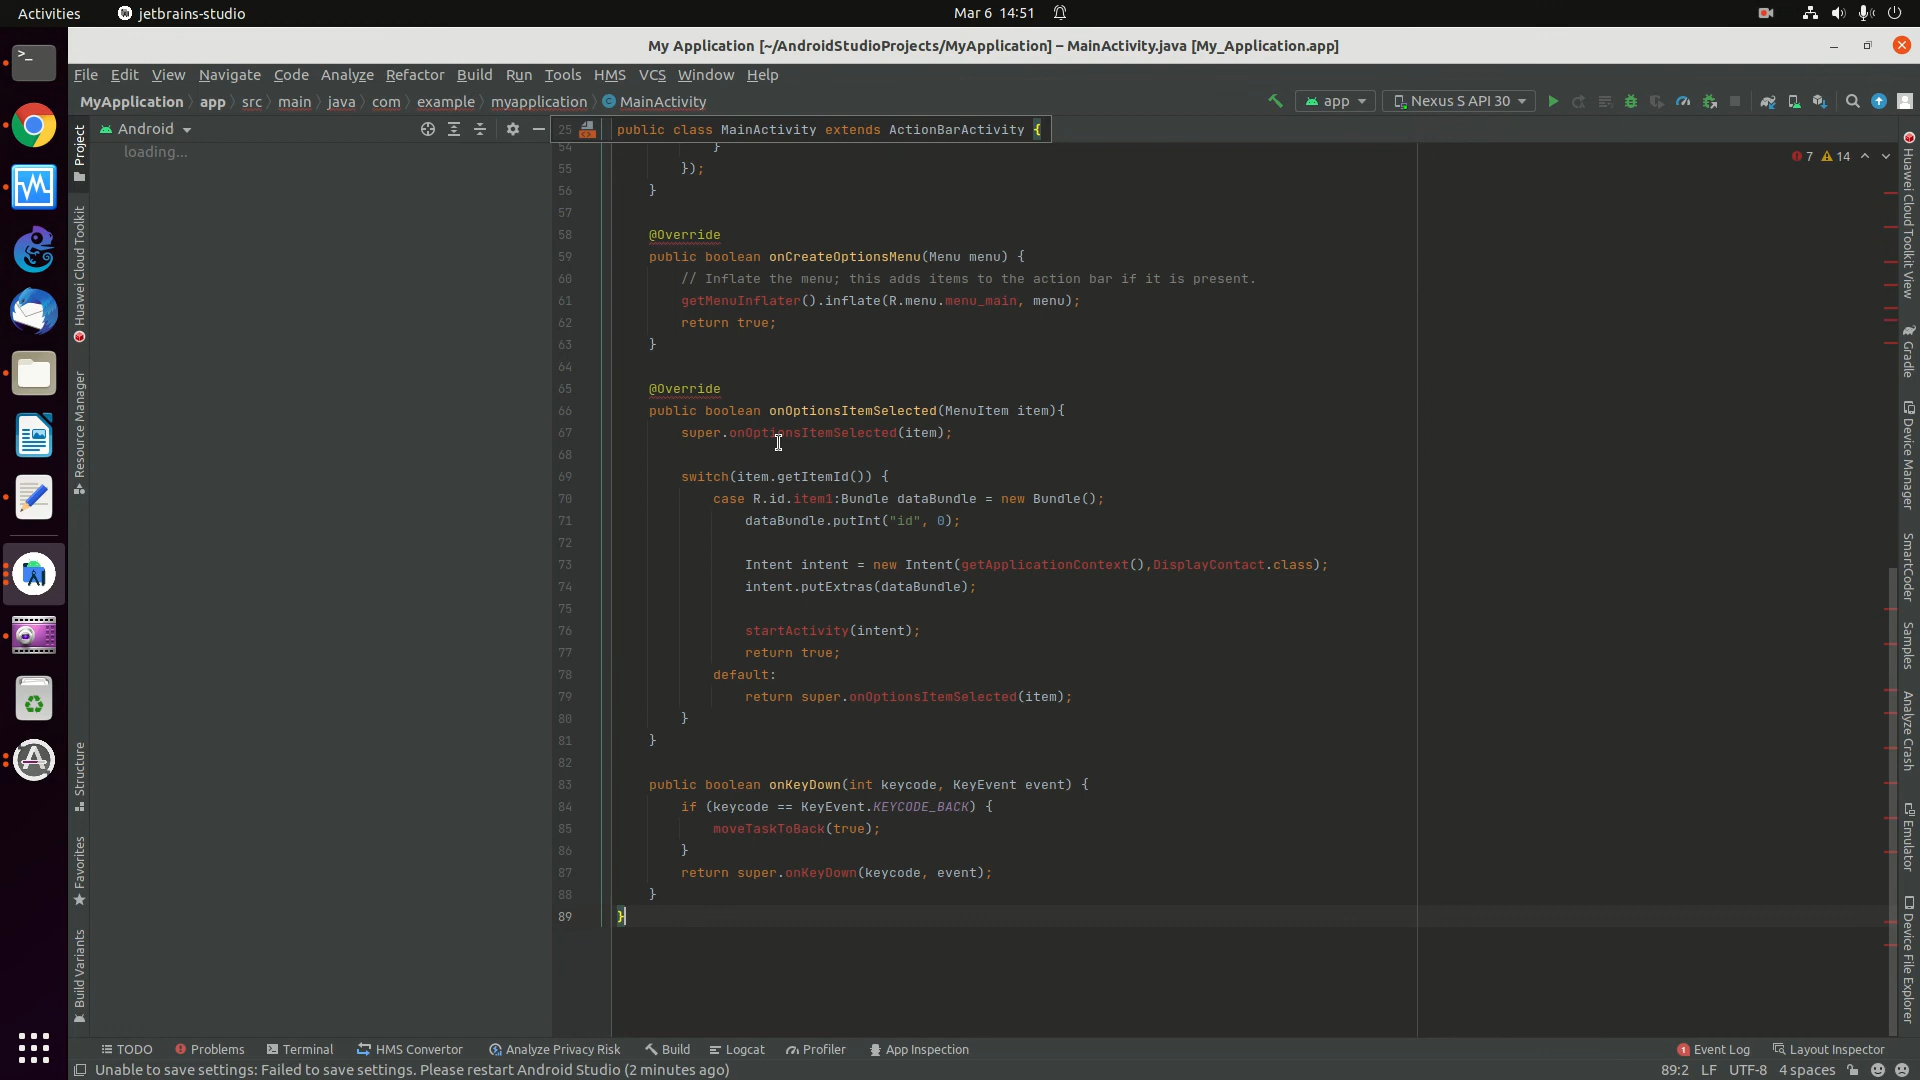 Activities
jetbrains-studio
Mar 6 14:51
My Application [~/AndroidStudioProjects/MyApplication] – MainActivity.java [My_Application.app]
File Edit View Navigate Code Analyze Refactor Build Run Tools HMS VCS Window Help
MyApplication app src main java com example myapplication MainActivity
app
Nexus S API 30
Android
loading...
Project
Huawei Cloud Toolkit
Resource Manager
Structure
Favorites
Build Variants
25 public class MainActivity extends ActionBarActivity {
7 14
54 }
55 });
56 }
57
58 @Override
59 public boolean onCreateOptionsMenu(Menu menu) {
60 // Inflate the menu; this adds items to the action bar if it is present.
61 getMenuInflater().inflate(R.menu.menu_main, menu);
62 return true;
63 }
64
65 @Override
66 public boolean onOptionsItemSelected(MenuItem item){
67 super.onOptionsItemSelected(item);
68
69 switch(item.getItemId()) {
70 case R.id.item1:Bundle dataBundle = new Bundle();
71 dataBundle.putInt("id", 0);
72
73 Intent intent = new Intent(getApplicationContext(),DisplayContact.class);
74 intent.putExtras(dataBundle);
75
76 startActivity(intent);
77 return true;
78 default:
79 return super.onOptionsItemSelected(item);
80 }
81 }
82
83 public boolean onKeyDown(int keycode, KeyEvent event) {
84 if (keycode == KeyEvent.KEYCODE_BACK) {
85 moveTaskToBack(true);
86 }
87 return super.onKeyDown(keycode, event);
88 }
89 }
Huawei Cloud Toolkit View
Gradle
Device Manager
SmartCoder
Samples
Analyze Crash
Emulator
Device File Explorer
TODO Problems Terminal HMS Convertor Analyze Privacy Risk Build Logcat Profiler App Inspection
1 Event Log Layout Inspector
Unable to save settings: Failed to save settings. Please restart Android Studio (2 minutes ago)
89:2 LF UTF-8 4 spaces